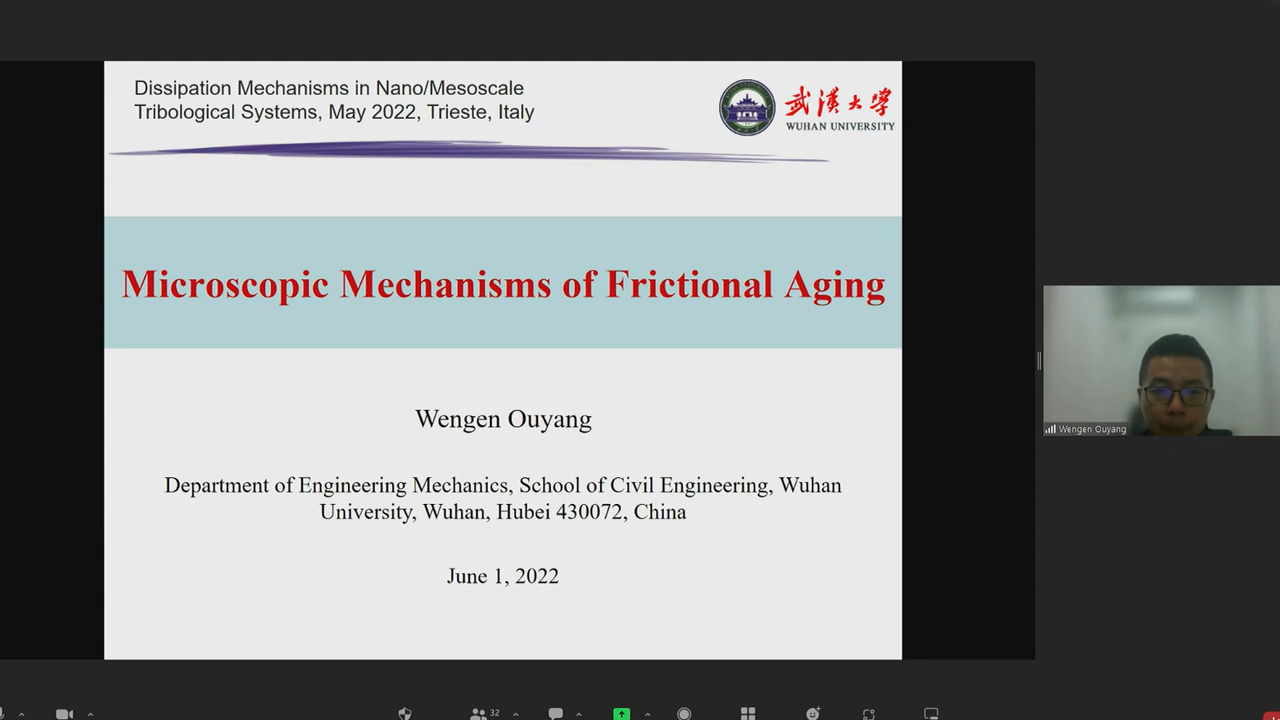 Dissipation Mechanisms in Nano/Mesoscale
Tribological Systems, May 2022, Trieste, Italy
武漢大學
WUHAN UNIVERSITY
Microscopic Mechanisms of Frictional Aging
Wengen Ouyang
Department of Engineering Mechanics, School of Civil Engineering, Wuhan
University, Wuhan, Hubei 430072, China
June 1, 2022
Wengen Ouyang
32